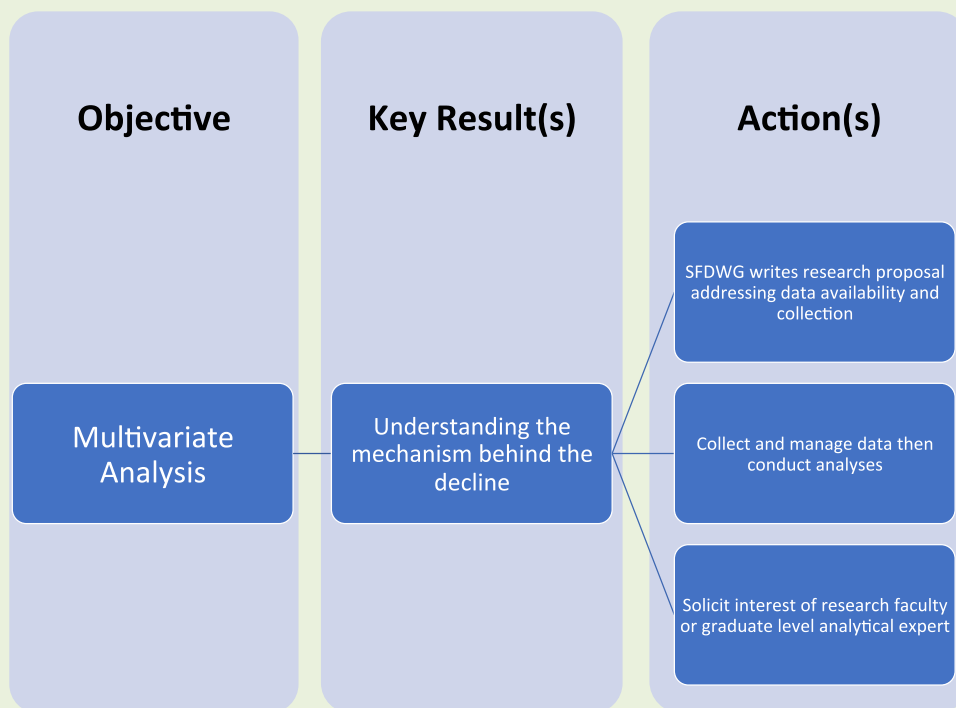 Objective
Key Result(s)
Action(s)
Multivariate
Analysis
Understanding the
mechanism behind the
decline
SFDWG writes research proposal
addressing data availability and
collection
Collect and manage data then
conduct analyses
Solicit interest of research faculty
or graduate level analytical expert